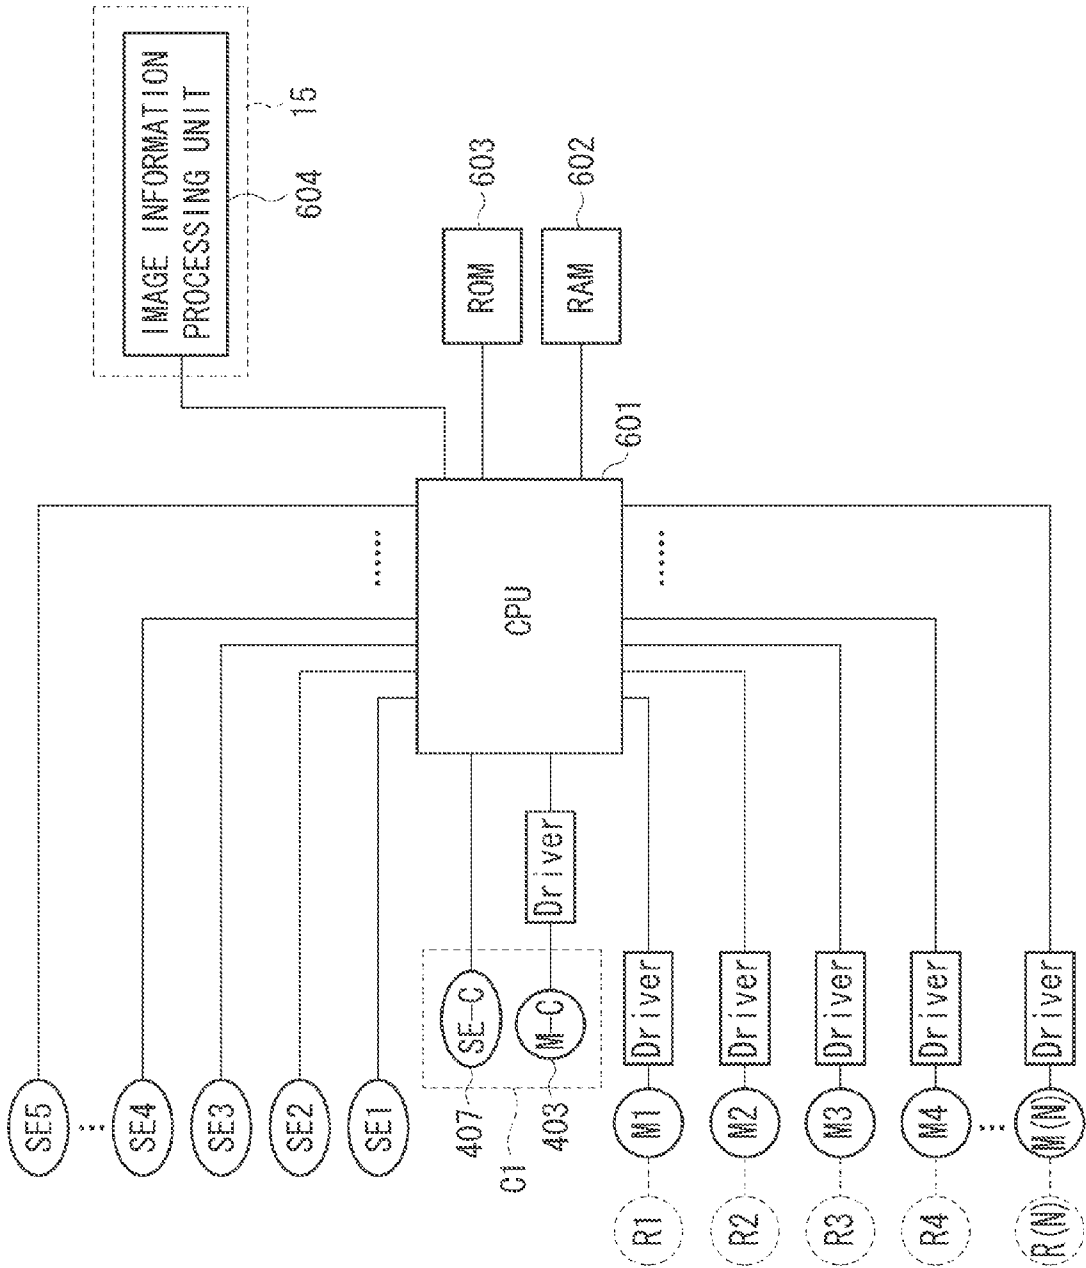 IMAGE INFORMATION
PROCESSING UNIT
15
604
603
602
ROM
RAM
601
CPU
......
......
Driver
SE-C
M-C
407
403
C1
SE5
...
SE4
SE3
SE2
SE1
Driver
Driver
Driver
Driver
Driver
M1
M2
M3
M4
...
M(N)
R1
R2
R3
R4
R(N)